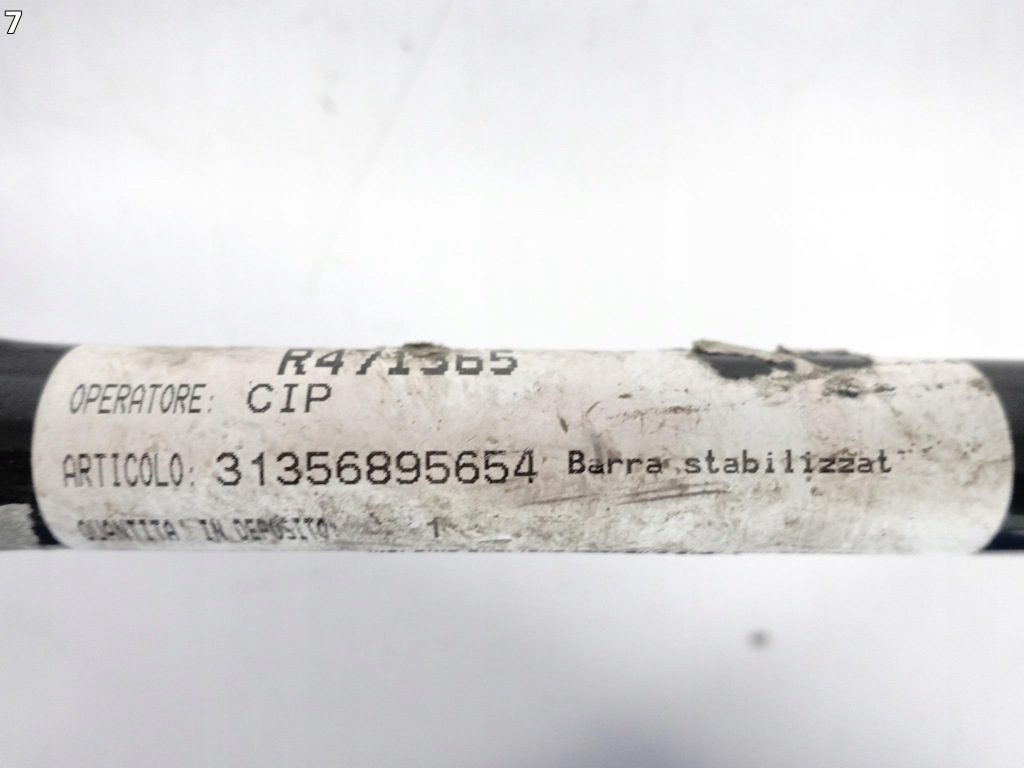 7
R471365
OPERATORE: CIP
ARTICOLO: 31356895654 Barra stabilizzat
QUANTITA' IN DEPOSITO: 1